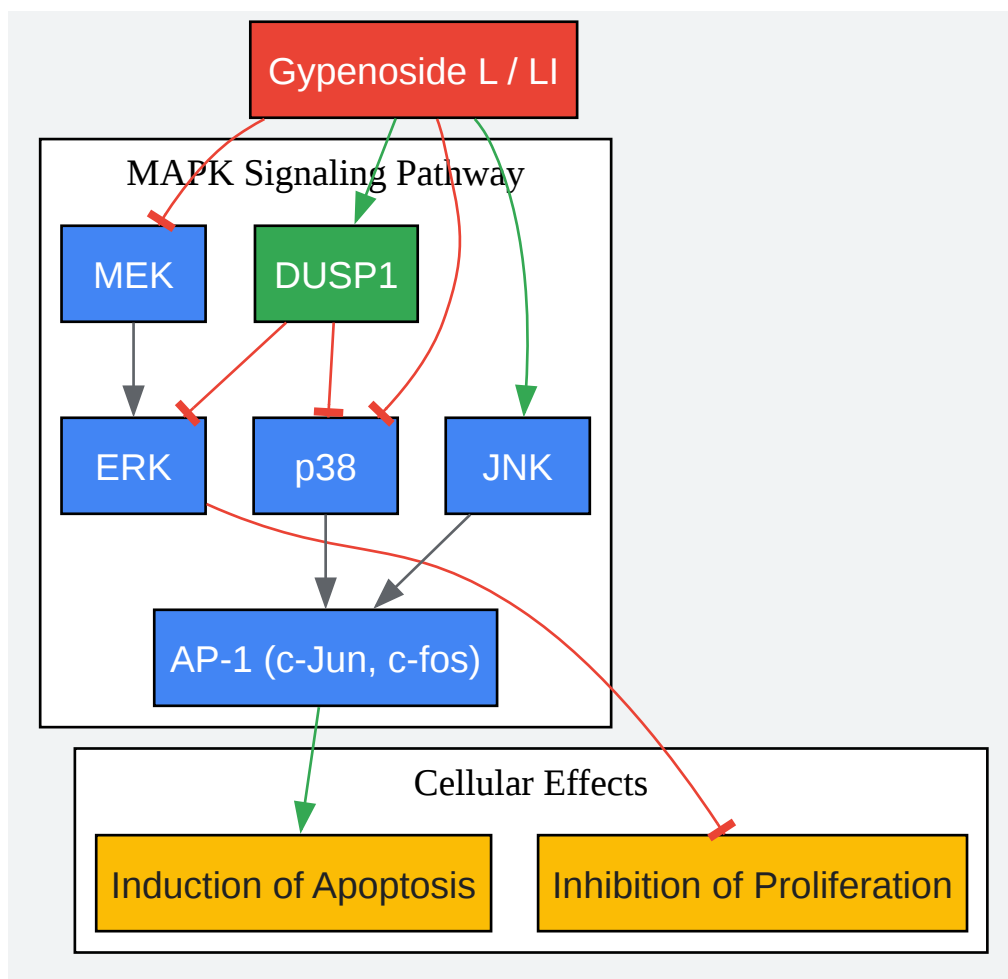 Gypenoside L / LI
MAPK Signaling Pathway
MEK
DUSP1
ERK
p38
JNK
AP-1 (c-Jun, c-fos)
Cellular Effects
Induction of Apoptosis
Inhibition of Proliferation